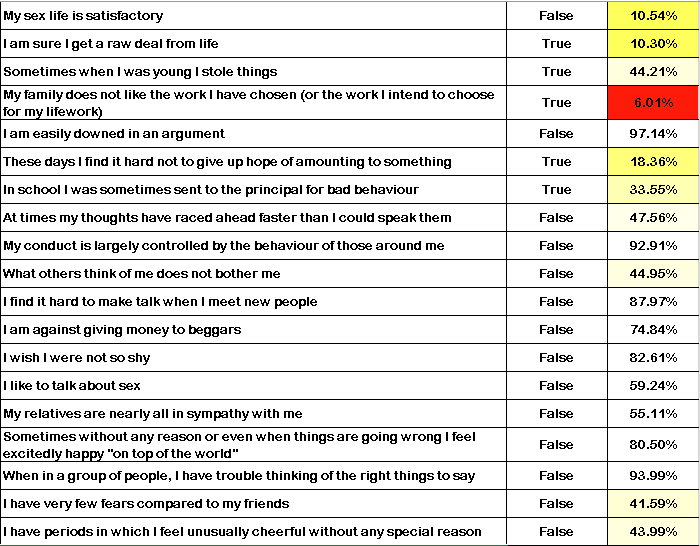 My sex life is satisfactory False 10.54%
I am sure I get a raw deal from life True 10.30%
Sometimes when I was young I stole things True 44.21%
My family does not like the work I have chosen (or the work I intend to choose
for my lifework) True 6.01%
I am easily downed in an argument False 97.14%
These days I find it hard not to give up hope of amounting to something True 18.36%
In school I was sometimes sent to the principal for bad behaviour True 33.55%
At times my thoughts have raced ahead faster than I could speak them False 47.56%
My conduct is largely controlled by the behaviour of those around me False 92.91%
What others think of me does not bother me False 44.95%
I find it hard to make talk when I meet new people False 87.97%
I am against giving money to beggars False 74.84%
I wish I were not so shy False 82.61%
I like to talk about sex False 59.24%
My relatives are nearly all in sympathy with me False 55.11%
Sometimes without any reason or even when things are going wrong I feel
excitedly happy "on top of the world" False 80.50%
When in a group of people, I have trouble thinking of the right things to say False 93.99%
I have very few fears compared to my friends False 41.59%
I have periods in which I feel unusually cheerful without any special reason False 43.99%